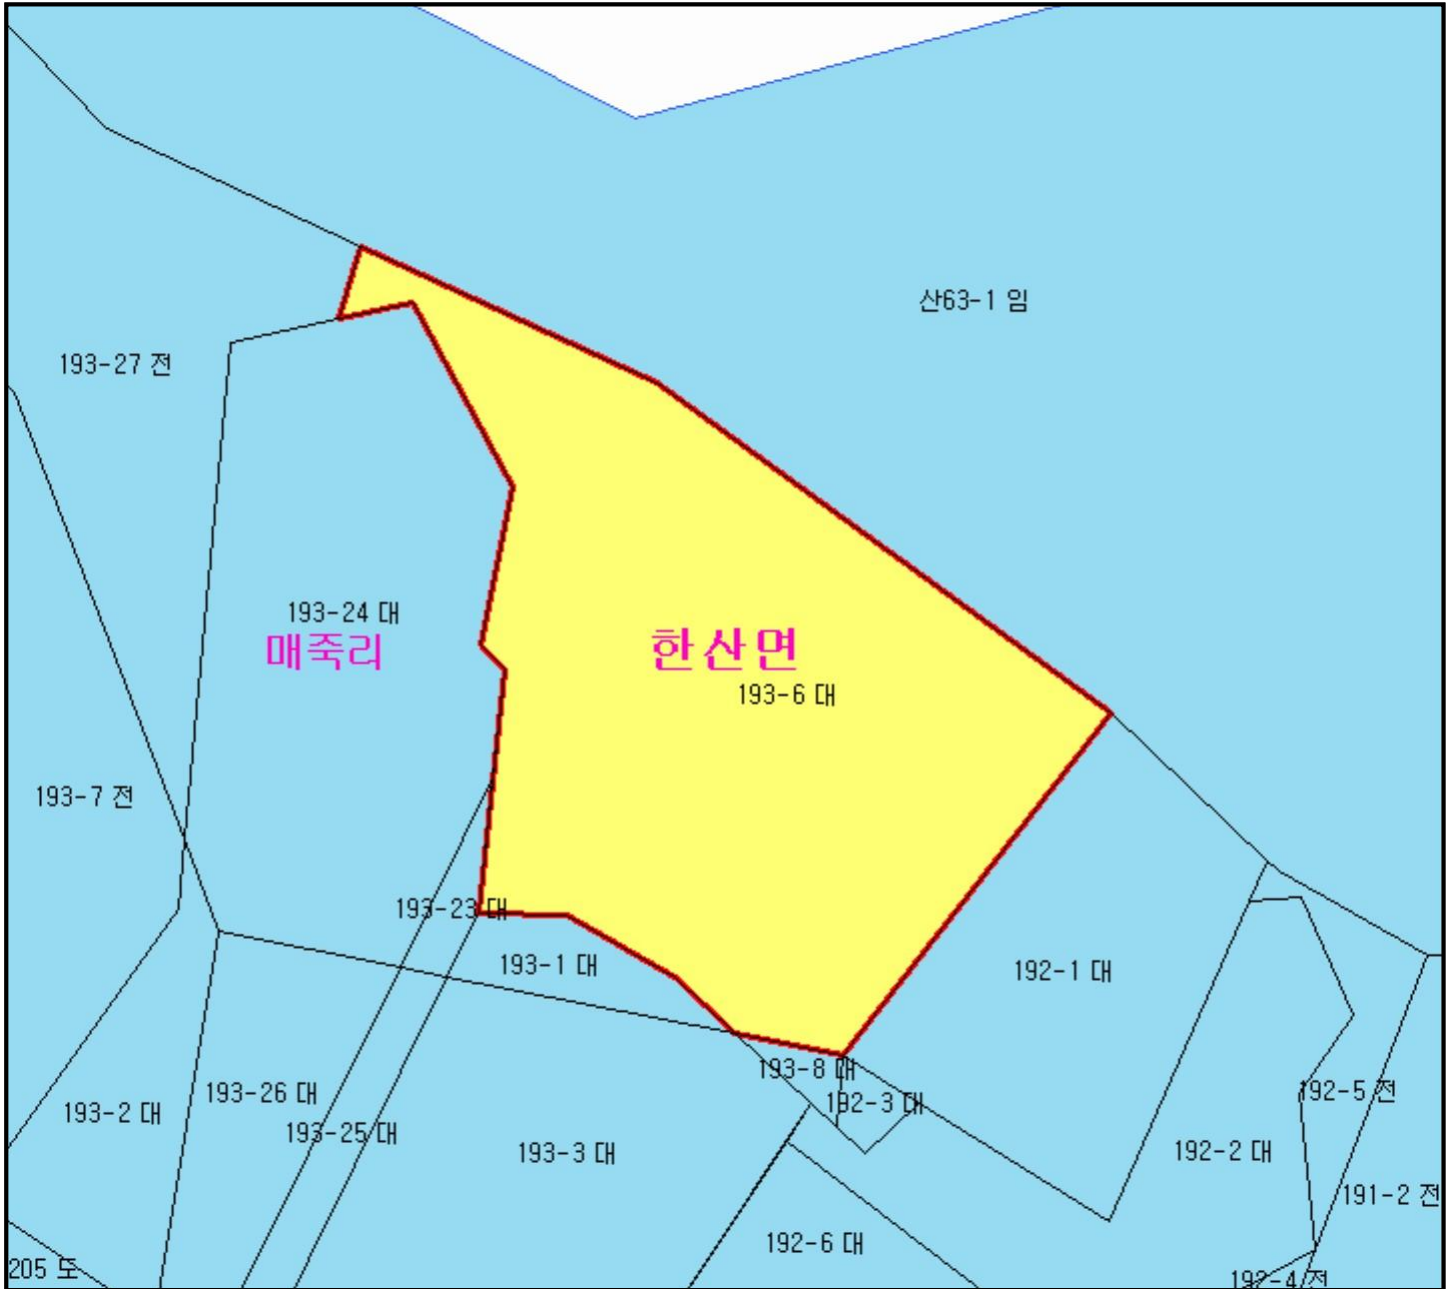 산63-1 임
193-27 전
193-24 대
매죽리
한산면
193-6 대
193-7 전
193-23 대
193-1 대
192-1 대
193-8 대
192-3 대
193-26 대
193-2 대
193-25 대
193-3 대
192-5 전
192-2 대
191-2 전
192-6 대
205 도
192-4 전